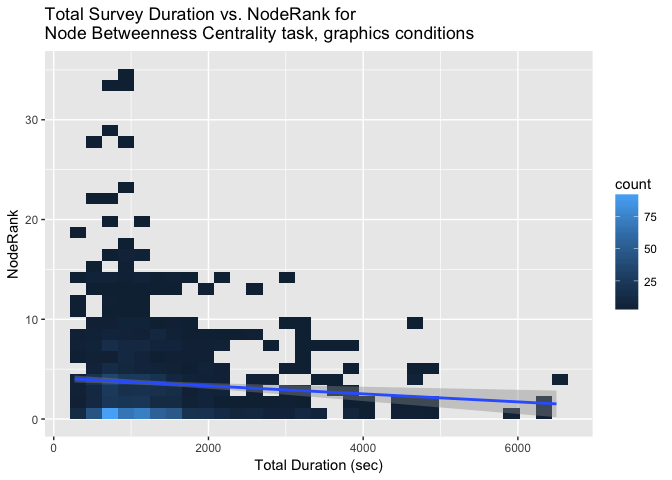 Total Survey Duration vs. NodeRank for
Node Betweenness Centrality task, graphics conditions
NodeRank
30
20
10
0
0 2000 4000 6000
Total Duration (sec)
count
75
50
25